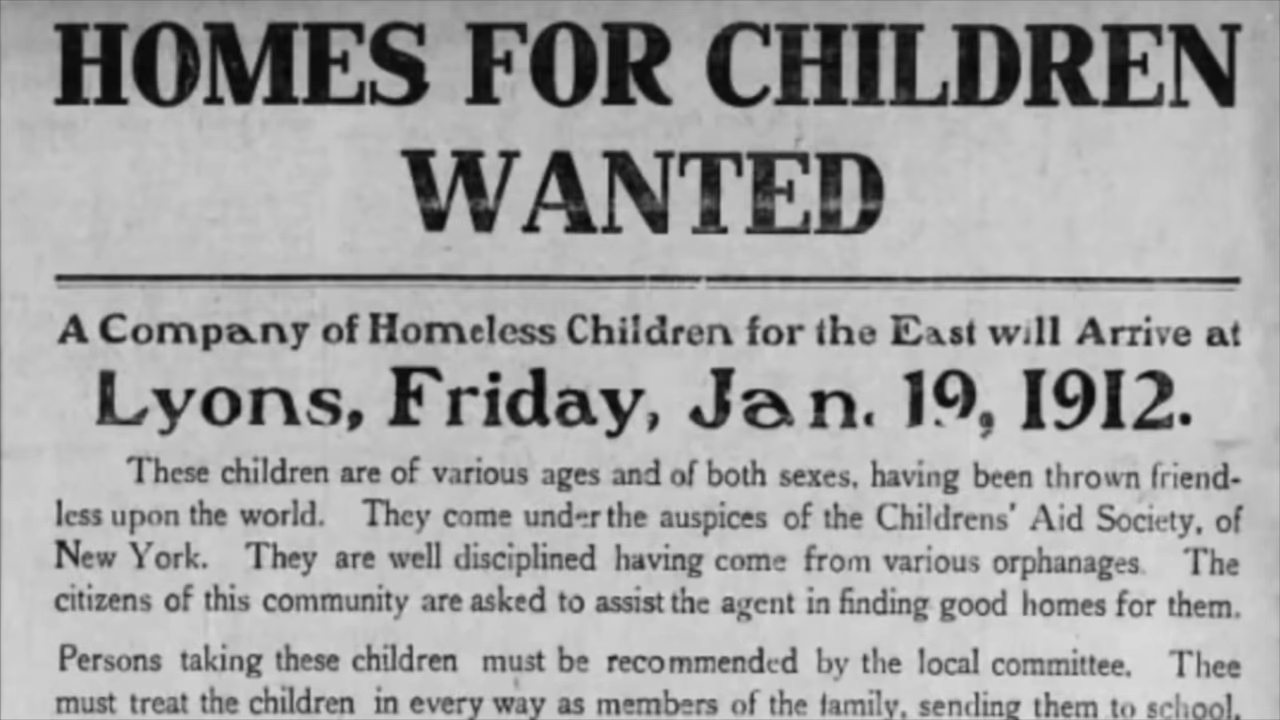 HOMES FOR CHILDREN
WANTED
A Company of Homeless Children for the East will Arrive at
Lyons, Friday, Jan. 19, 1912.
These children are of various ages and of both sexes, having been thrown friend-
less upon the world. They come under the auspices of the Childrens' Aid Society, of
New York. They are well disciplined having come from various orphanages. The
citizens of this community are asked to assist the agent in finding good homes for them.
Persons taking these children must be recommended by the local committee. Thee
must treat the children in every way as members of the family, sending them to school,